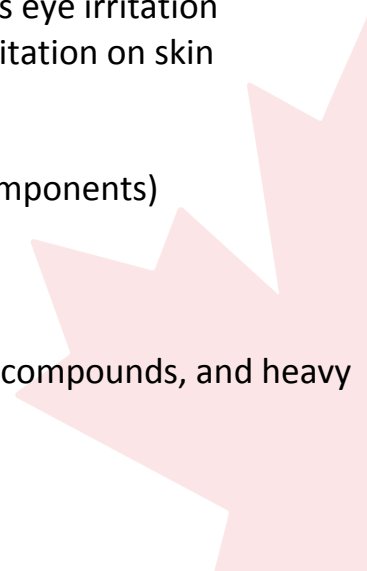 s eye irritation
itation on skin
mponents)
compounds, and heavy